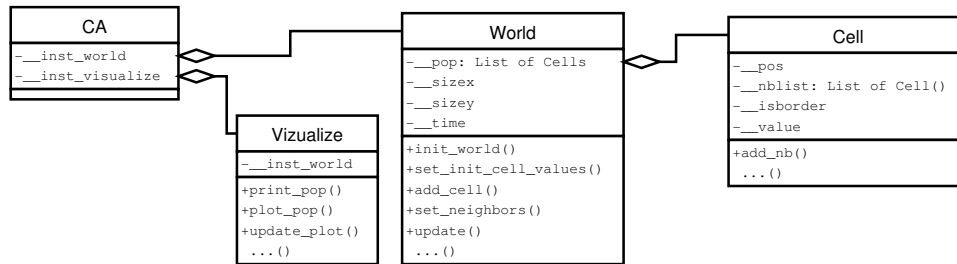 CA
-__inst_world
-__inst_visualize
Vizualize
-__inst_world
+print_pop()
+plot_pop()
+update_plot()
...()
World
-__pop: List of Cells
-__sizex
-__sizey
-__time
+init_world()
+set_init_cell_values()
+add_cell()
+set_neighbors()
+update()
...()
Cell
-__pos
-__nblist: List of Cell()
-__isborder
-__value
+add_nb()
...()